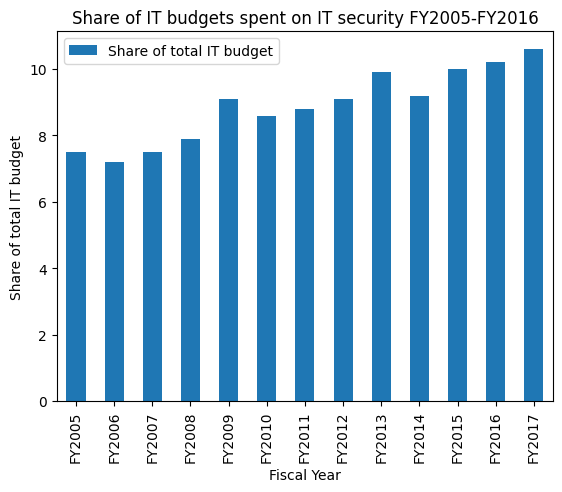 Share of IT budgets spent on IT security FY2005-FY2016
Share of total IT budget
Share of total IT budget
10
8
6
4
2
0
FY2005
FY2006
FY2007
FY2008
FY2009
FY2010
FY2011
FY2012
FY2013
FY2014
FY2015
FY2016
FY2017
Fiscal Year